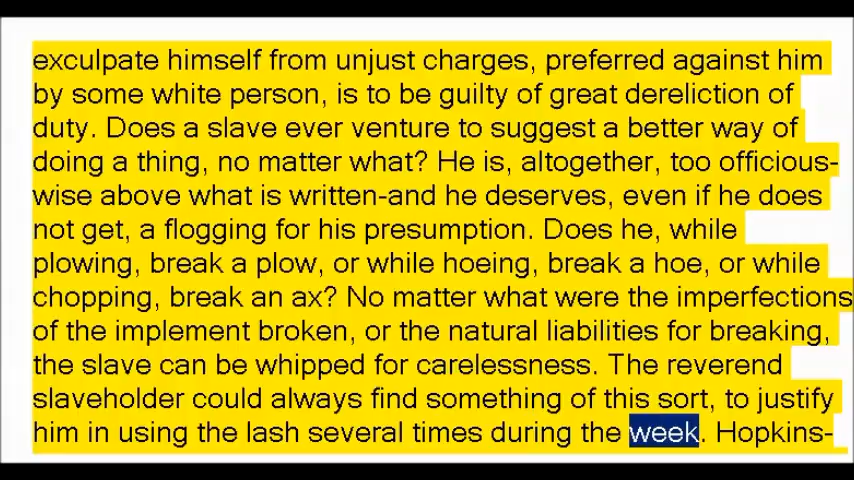 exculpate himself from unjust charges, preferred against him
by some white person, is to be guilty of great dereliction of
duty. Does a slave ever venture to suggest a better way of
doing a thing, no matter what? He is, altogether, too officious-
wise above what is written-and he deserves, even if he does
not get, a flogging for his presumption. Does he, while
plowing, break a plow, or while hoeing, break a hoe, or while
chopping, break an ax? No matter what were the imperfections
of the implement broken, or the natural liabilities for breaking,
the slave can be whipped for carelessness. The reverend
slaveholder could always find something of this sort, to justify
him in using the lash several times during the week. Hopkins-